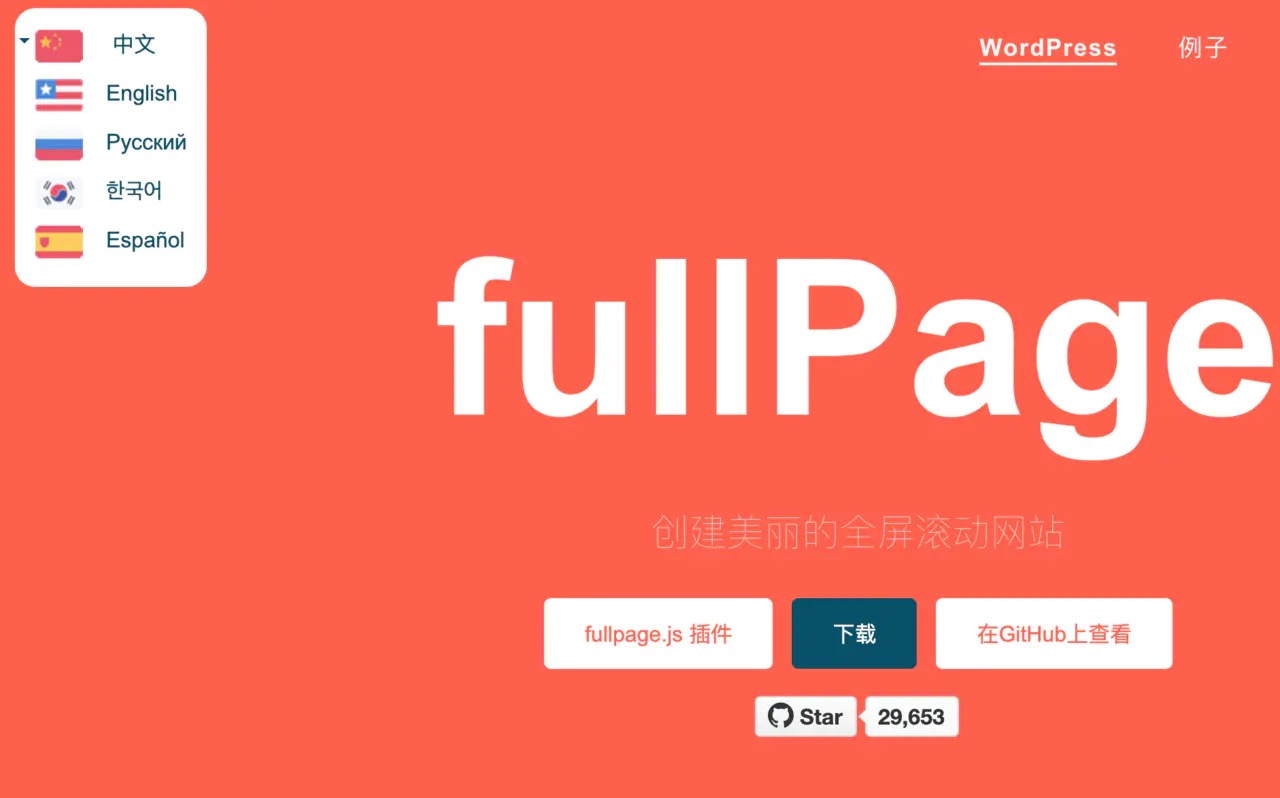 中文
English
Русский
한국어
Español
WordPress
例子
fullPage
创建美丽的全屏滚动网站
fullpage.js 插件
下载
在GitHub上查看
Star
29,653